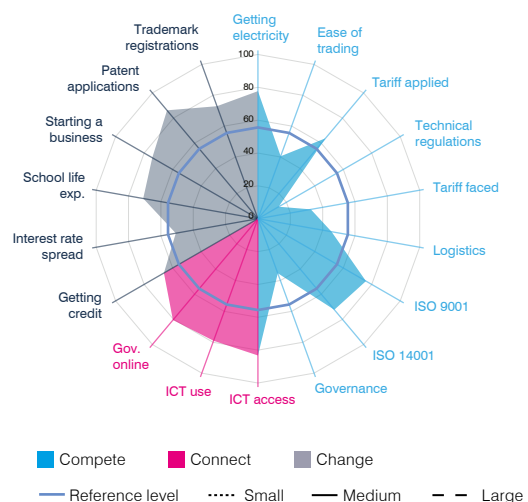 Getting
electricity
Trademark
registrations
Ease of
trading
Patent
applications
Tariff applied
Starting a
business
Technical
regulations
School life
exp.
Tariff faced
Interest rate
spread
Logistics
Getting
credit
ISO 9001
Gov.
online
ISO 14001
ICT use
ICT access
Governance
100
80
60
40
20
0
Compete
Connect
Change
Reference level
Small
Medium
Large